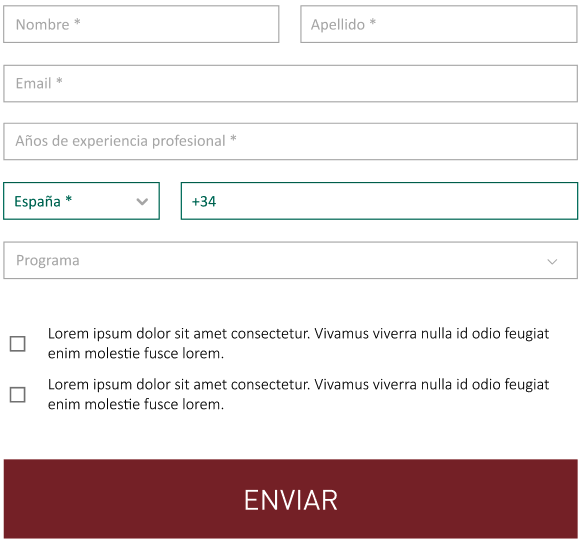 Nombre *
Apellido *
Email *
Años de experiencia profesional *
España *
+34
Programa
Lorem ipsum dolor sit amet consectetur. Vivamus viverra nulla id odio feugiat
enim molestie fusce lorem.
Lorem ipsum dolor sit amet consectetur. Vivamus viverra nulla id odio feugiat
enim molestie fusce lorem.
ENVIAR